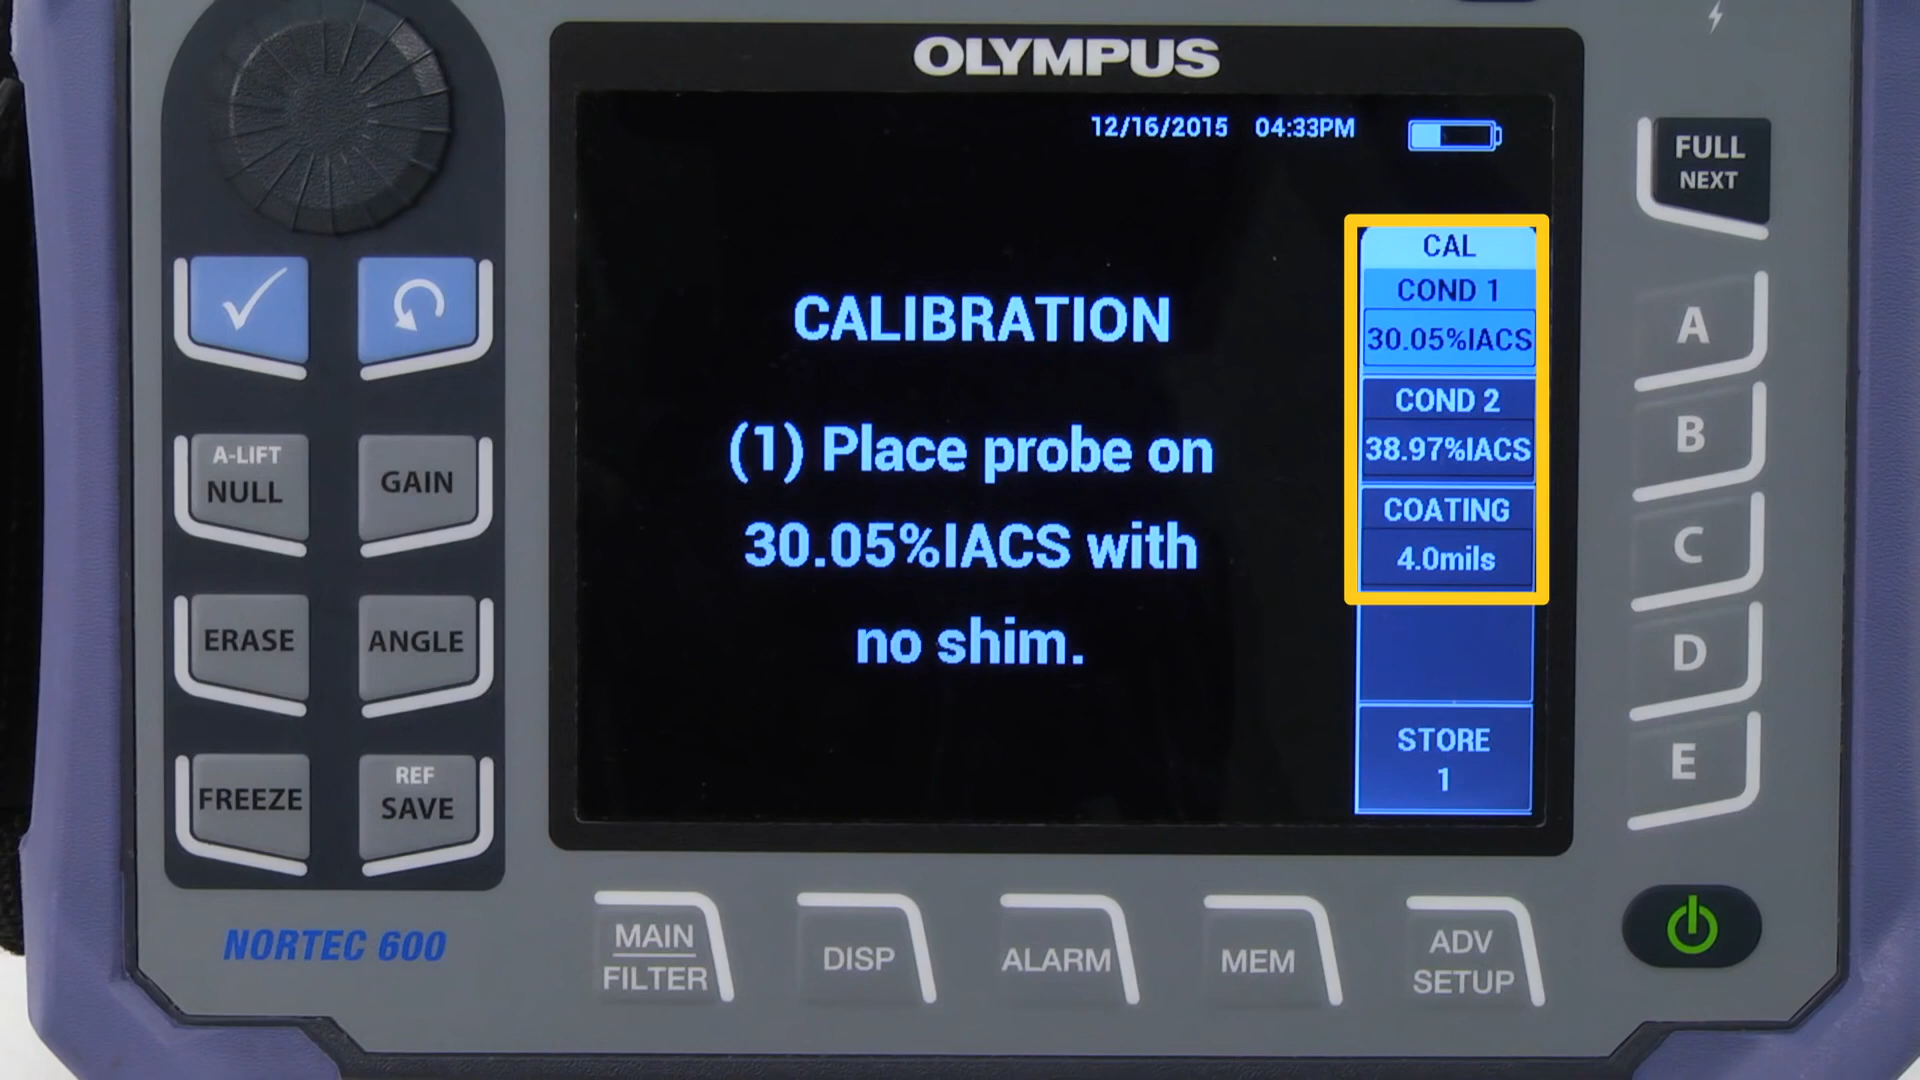 OLYMPUS
12/16/2015 04:33PM
CALIBRATION
(1) Place probe on
30.05%IACS with
no shim.
CAL
COND 1
30.05%IACS
COND 2
38.97%IACS
COATING
4.0mils
STORE
1
FULL
NEXT
A
B
C
D
E
A-LIFT
NULL
GAIN
ERASE
ANGLE
FREEZE
REF
SAVE
NORTEC 600
MAIN
FILTER
DISP
ALARM
MEM
ADV
SETUP